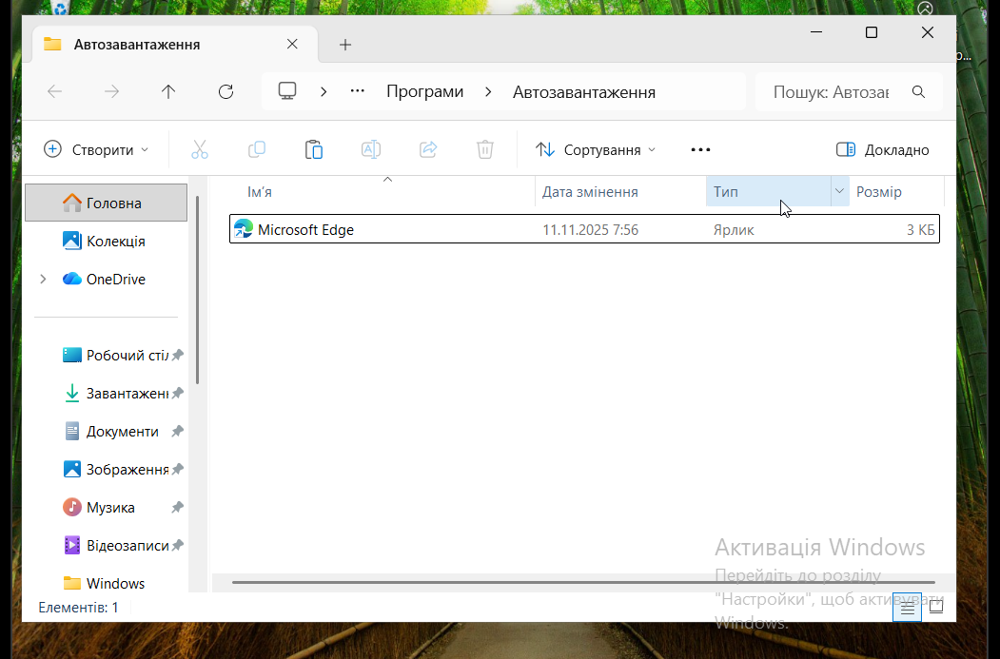 Автозавантаження
Програми > Автозавантаження
Пошук: Автозав
Створити
Сортування
Докладно
Ім'я
Дата змінення
Тип
Розмір
Microsoft Edge
11.11.2025 7:56
Ярлик
3 КБ
Головна
Колекція
OneDrive
Робочий стіл
Завантажен
Документи
Зображення
Музика
Відеозаписи
Windows
Елементів: 1
Активація Windows
Перейдіть до розділу
"Настройки", щоб активувати
Windows.